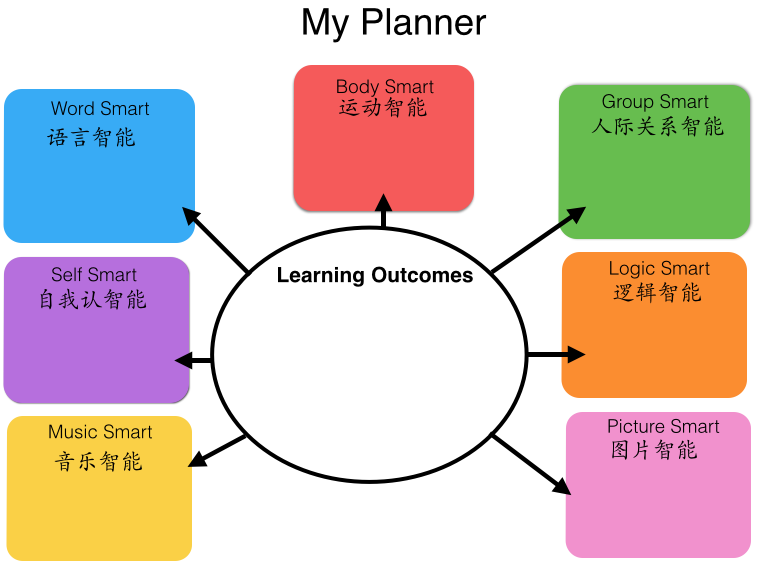 My Planner
Body Smart
运动智能
Word Smart
语言智能
Group Smart
人际关系智能
Learning Outcomes
Self Smart
自我认智能
Logic Smart
逻辑智能
Music Smart
音乐智能
Picture Smart
图片智能